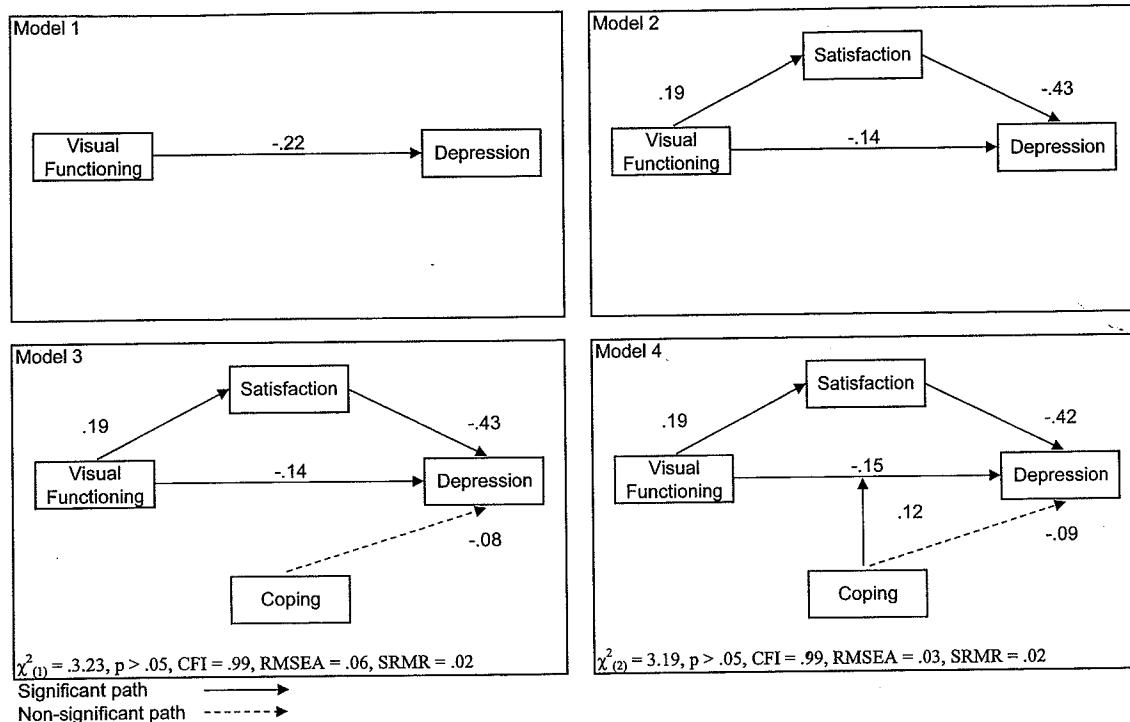 Model 1
Visual
Functioning
-.22
Depression
Model 2
Satisfaction
.19
-.43
Visual
Functioning
-.14
Depression
Model 3
Satisfaction
.19
-.43
Visual
Functioning
-.14
Depression
-.08
Coping
χ²(1) = .3.23, p > .05, CFI = .99, RMSEA = .06, SRMR = .02
Model 4
Satisfaction
.19
-.42
Visual
Functioning
-.15
Depression
.12
-.09
Coping
χ²(2) = 3.19, p > .05, CFI = .99, RMSEA = .03, SRMR = .02
Significant path
Non-significant path